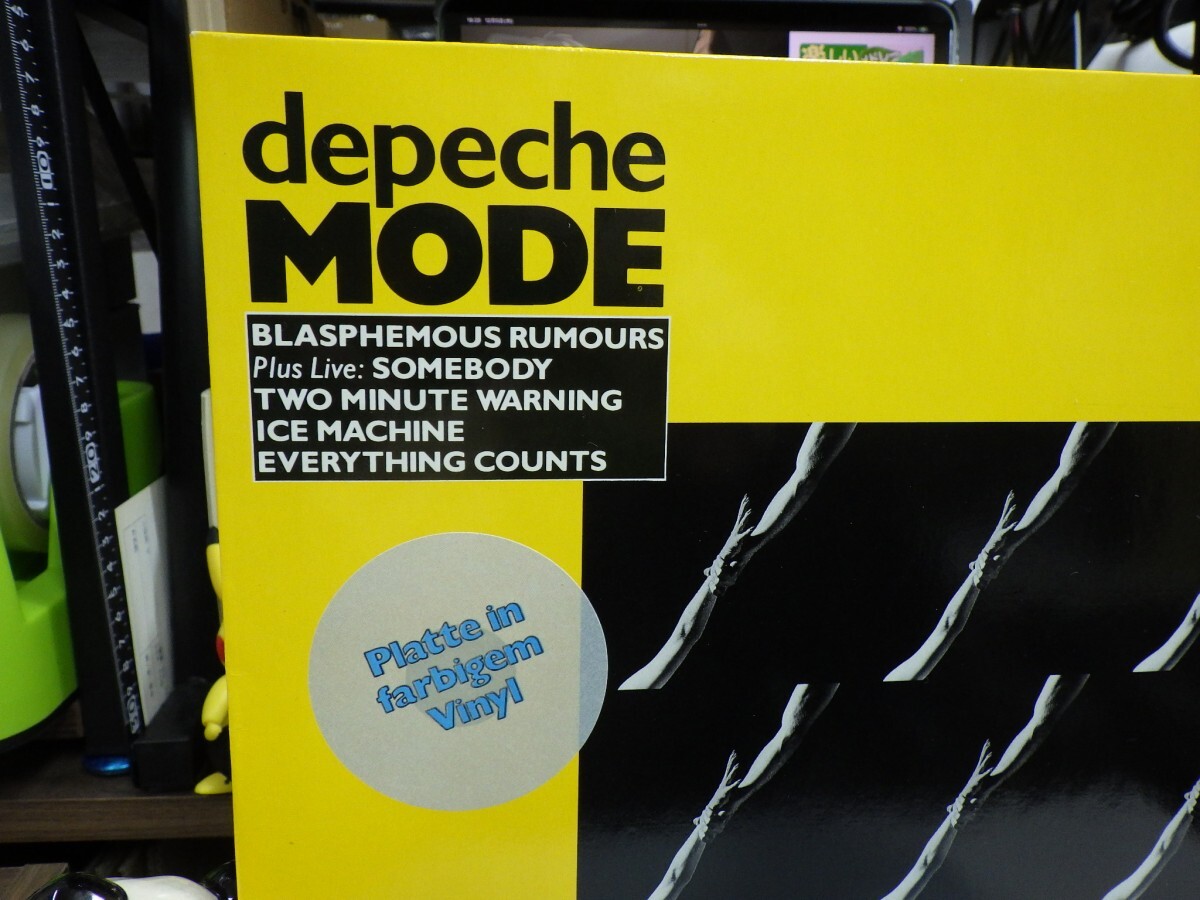 depeche
MODE
BLASPHEMOUS RUMOURS
Plus Live: SOMEBODY
TWO MINUTE WARNING
ICE MACHINE
EVERYTHING COUNTS
Platte in
farbigem
Vinyl